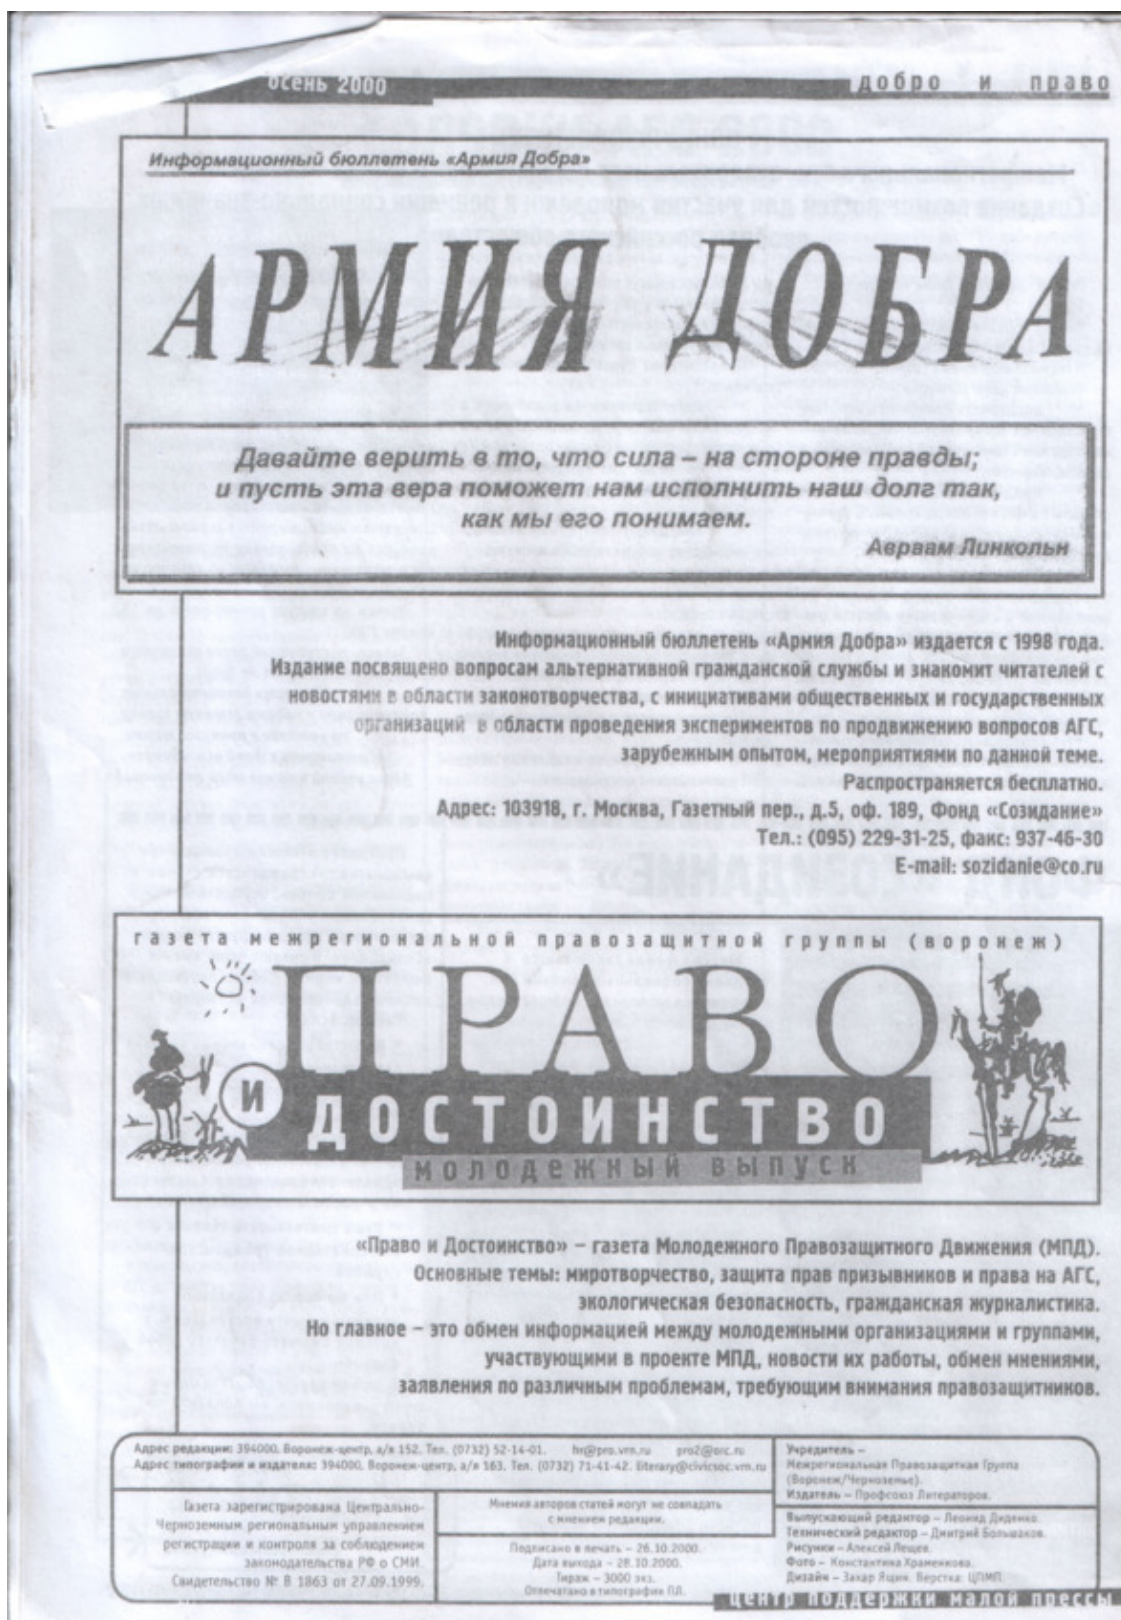 осень 2000
добро и право
Информационный бюллетень «Армия Добра»
АРМИЯ ДОБРА
Давайте верить в то, что сила – на стороне правды;
и пусть эта вера поможет нам исполнить наш долг так,
как мы его понимаем.
Авраам Линкольн
Информационный бюллетень «Армия Добра» издается с 1998 года.
Издание посвящено вопросам альтернативной гражданской службы и знакомит читателей с
новостями в области законотворчества, с инициативами общественных и государственных
организаций в области проведения экспериментов по продвижению вопросов АГС,
зарубежным опытом, мероприятиями по данной теме.
Распространяется бесплатно.
Адрес: 103918, г. Москва, Газетный пер., д.5, оф. 189, Фонд «Созидание»
Тел.: (095) 229-31-25, факс: 937-46-30
E-mail: sozidanie@co.ru
газета межрегиональной правозащитной группы (воронеж)
ПРАВО
и ДОСТОИНСТВО
молодежный выпуск
«Право и Достоинство» – газета Молодежного Правозащитного Движения (МПД).
Основные темы: миротворчество, защита прав призывников и права на АГС,
экологическая безопасность, гражданская журналистика.
Но главное – это обмен информацией между молодежными организациями и группами,
участвующими в проекте МПД, новости их работы, обмен мнениями,
заявления по различным проблемам, требующим внимания правозащитников.
Адрес редакции: 394000, Воронеж-центр, а/я 152. Тел. (0732) 52-14-01. hr@pro.vrn.ru pro2@orc.ru
Адрес типографии и издателя: 394000, Воронеж-центр, а/я 163. Тел. (0732) 71-41-42. literary@civicsoc.vrn.ru
Газета зарегистрирована Центрально-
Черноземным региональным управлением
регистрации и контроля за соблюдением
законодательства РФ о СМИ.
Свидетельство № В 1863 от 27.09.1999.
Мнения авторов статей могут не совпадать
с мнением редакции.
Подписано в печать – 26.10.2000.
Дата выхода – 28.10.2000.
Тираж – 3000 экз.
Отпечатано в типографии ПЛ.
Учредитель –
Межрегиональная Правозащитная Группа
(Воронеж/Черноземье).
Издатель – Профсоюз Литераторов.
Выпускающий редактор – Леонид Диденко.
Технический редактор – Дмитрий Большаков.
Рисунки – Алексей Лещев.
Фото – Константина Храменкова.
Дизайн – Захар Ящин. Верстка: ЦПМП.
центр поддержки малой прессы